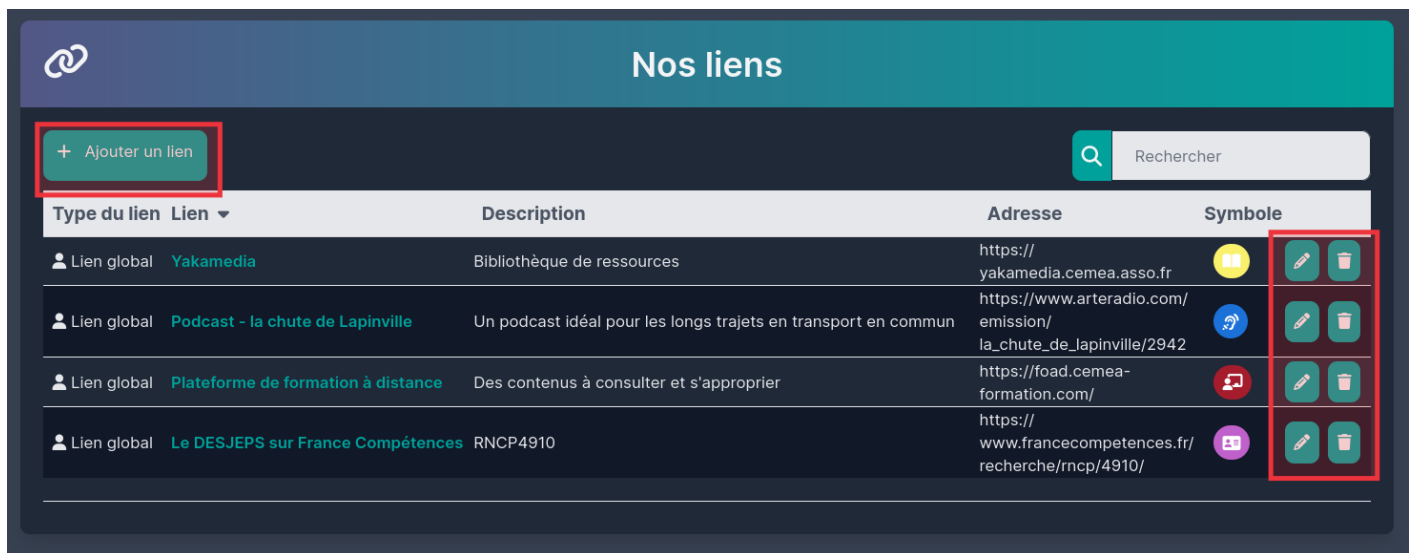 Nos liens
+ Ajouter un lien
Rechercher
Type du lien Lien Description Adresse Symbole
Lien global Yakamedia Bibliothèque de ressources https://
yakamedia.cemea.asso.fr
Lien global Podcast - la chute de Lapinville Un podcast idéal pour les longs trajets en transport en commun https://www.arteradio.com/
emission/
la_chute_de_lapinville/2942
Lien global Plateforme de formation à distance Des contenus à consulter et s'approprier https://foad.cemea-
formation.com/
Lien global Le DESJEPS sur France Compétences RNCP4910 https://
www.francecompetences.fr/
recherche/rncp/4910/